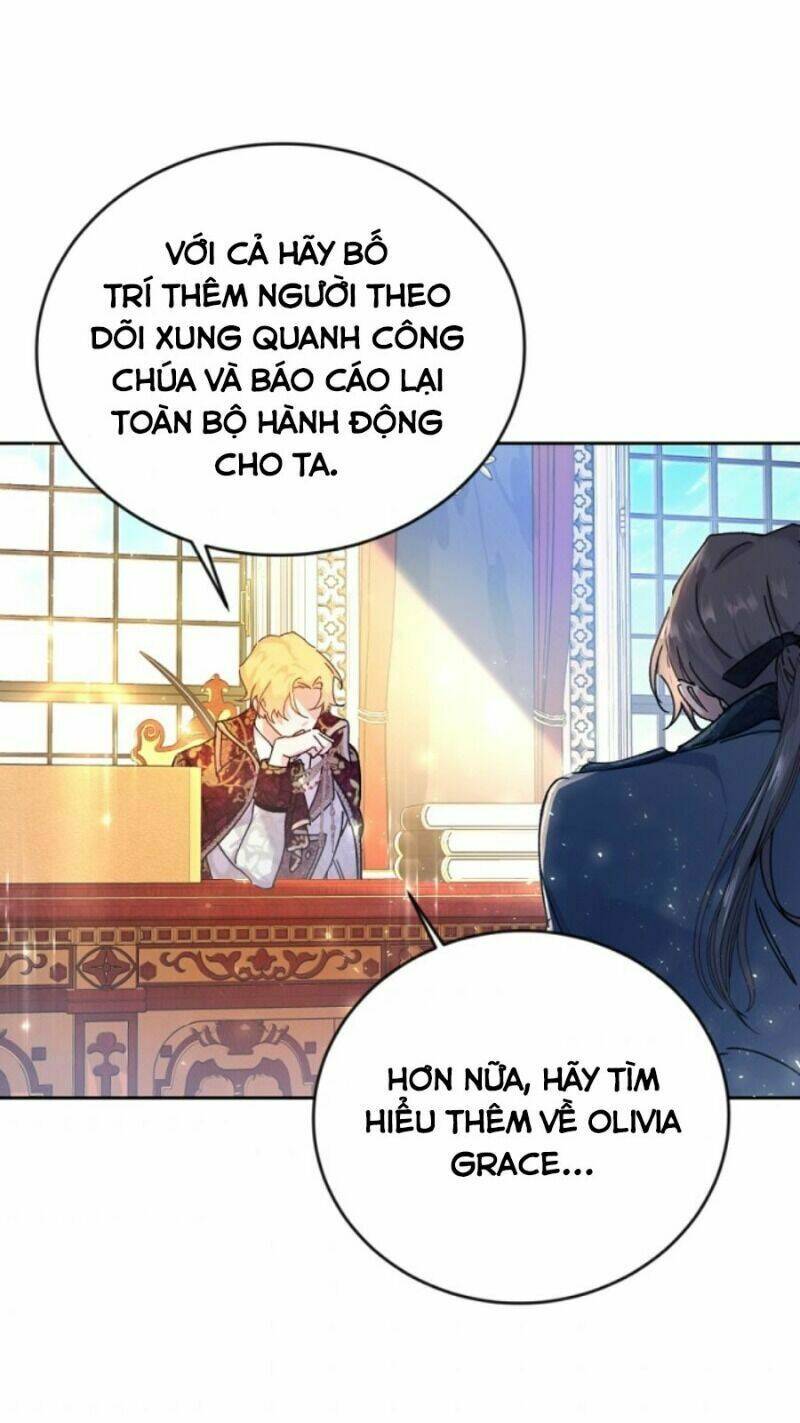 VỚI CẢ HÃY BỐ
TRÍ THÊM NGƯỜI THEO
DÕI XUNG QUANH CÔNG
CHÚA VÀ BÁO CÁO LẠI
TOÀN BỘ HÀNH ĐỘNG
CHO TA.
HƠN NỮA, HÃY TÌM
HIỂU THÊM VỀ OLIVIA
GRACE...